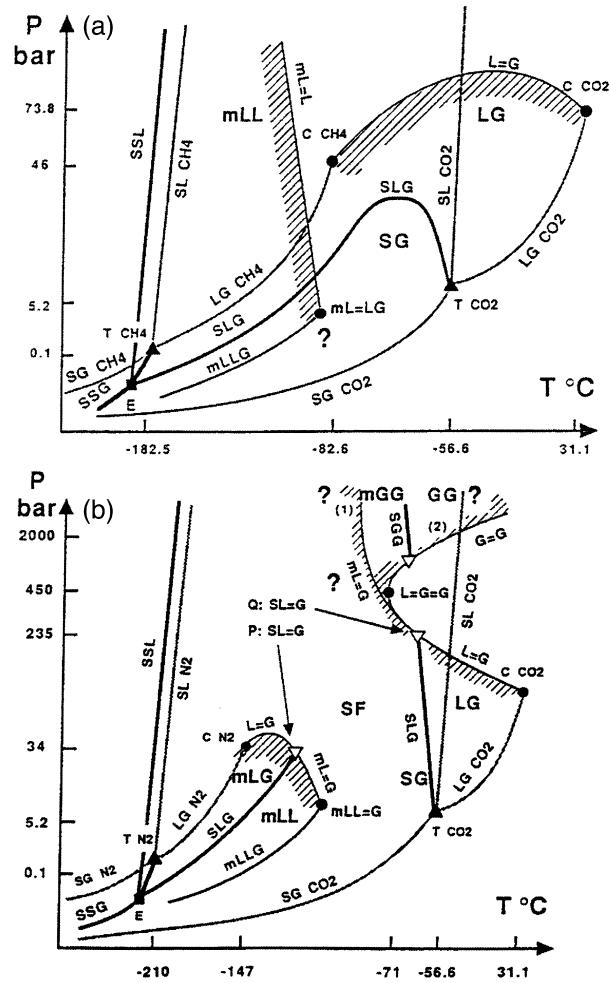 P
bar
(a)
73.8
46
5.2
0.1
SSL
SL CH4
mLL
mL=L
C CH4
L=G
C CO2
LG
SL CO2
SLG
SG
LG CO2
T CO2
LG CH4
T CH4
SLG
mL=LG
?
mLLG
SG CH4
SSG
E
SG CO2
T °C
-182.5
-82.6
-56.6
31.1
P
bar
(b)
2000
450
235
34
5.2
0.1
?
mGG
GG
?
(1)
SGG
(2)
G=G
mL=G
?
L=G=G
SL CO2
Q: SL=G
P: SL=G
L=G
C CO2
SSL
SL N2
SF
LG
SLG
SG
LG CO2
C N2
L=G
mLG
mL=G
LG N2
SLG
mLL
mLL=G
T N2
mLLG
T CO2
SG N2
SSG
E
SG CO2
T °C
-210
-147
-71
-56.6
31.1